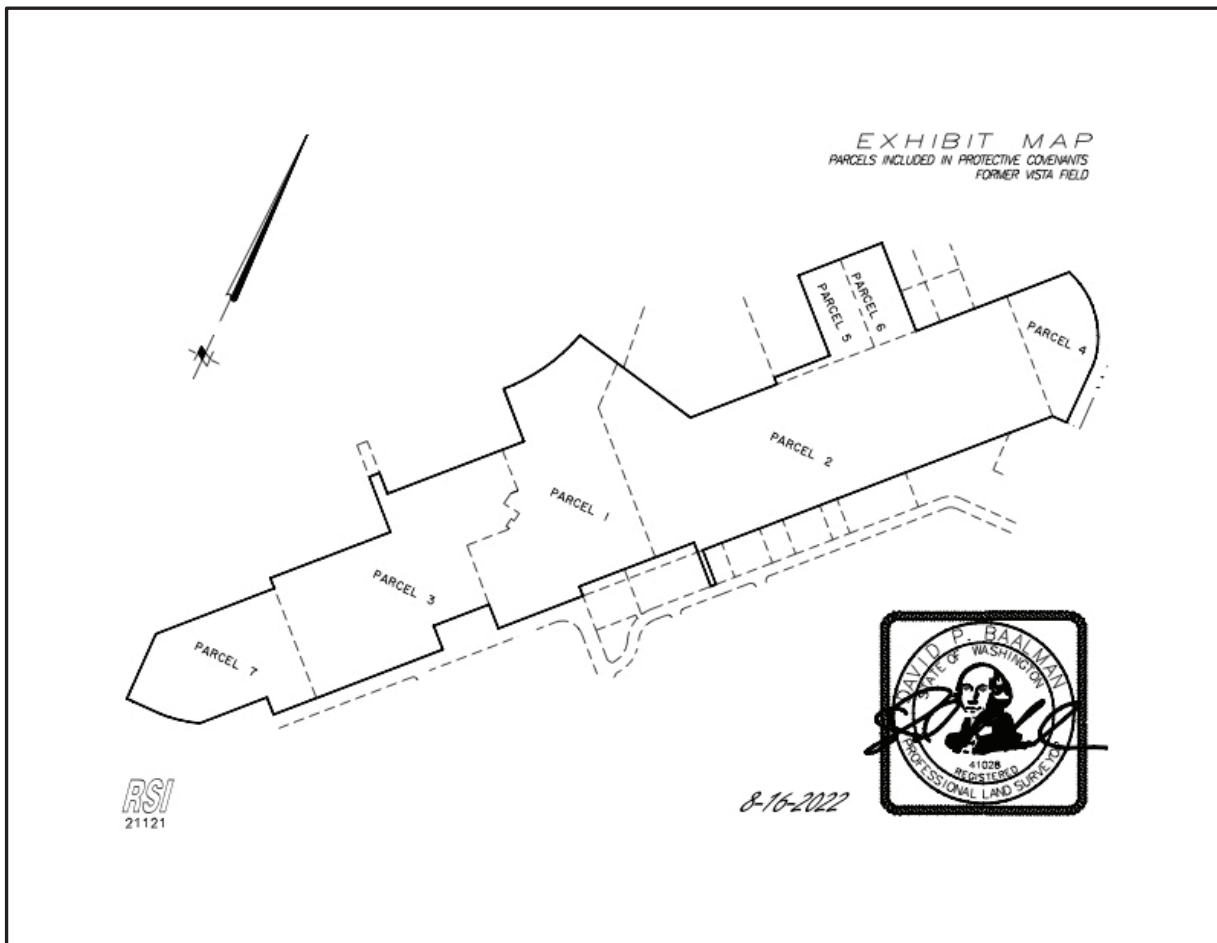 EXHIBIT MAP
PARCELS INCLUDED IN PROTECTIVE COVENANTS
FORMER VISTA FIELD
PARCEL 5
PARCEL 6
PARCEL 4
PARCEL 2
PARCEL 1
PARCEL 3
PARCEL 7
RSI
21121
8-16-2022
DAVID P. BAALMAN
STATE OF WASHINGTON
41028
REGISTERED
PROFESSIONAL LAND SURVEYOR